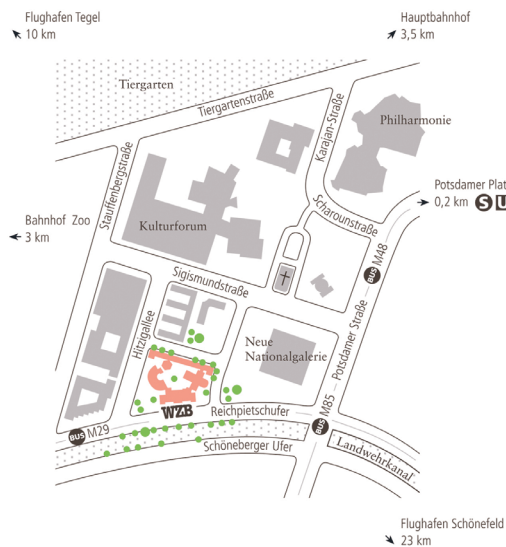 Flughafen Tegel
10 km
Hauptbahnhof
3,5 km
Tiergarten
Tiergartenstraße
Karajan-Straße
Philharmonie
Stauffenbergstraße
Potsdamer Plat
0,2 km S U
Scharounstraße
Bahnhof Zoo
3 km
Kulturforum
BUS M48
Sigismundstraße
Hitzigallee
Neue
Nationalgalerie
Potsdamer Straße
WZB
Reichpietschufer
BUS M85
BUS M29
Schöneberger Ufer
Landwehrkanal
Flughafen Schönefeld
23 km